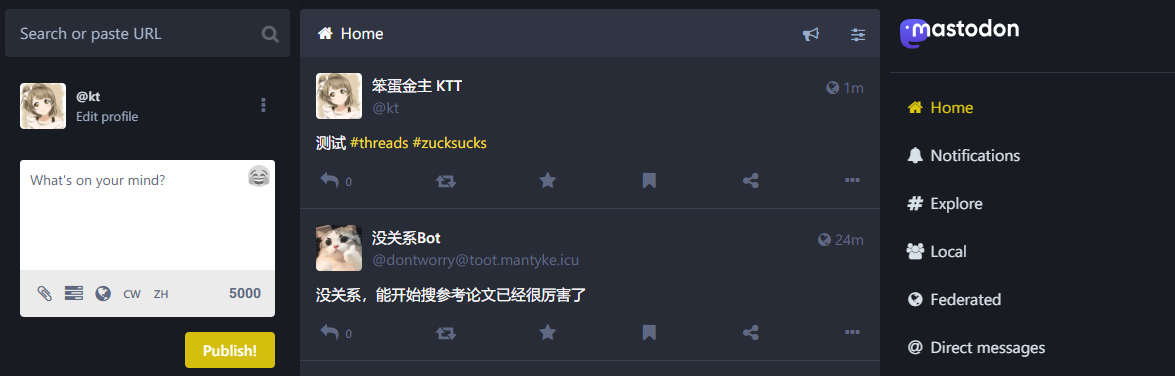 Search or paste URL
@kt
Edit profile
What's on your mind?
CW ZH 5000
Publish!
Home
笨蛋金主 KTT
1m
@kt
测试 #threads #zucksucks
0
没关系Bot
24m
@dontworry@toot.mantyke.icu
没关系，能开始搜参考论文已经很厉害了
0
mastodon
Home
Notifications
Explore
Local
Federated
Direct messages